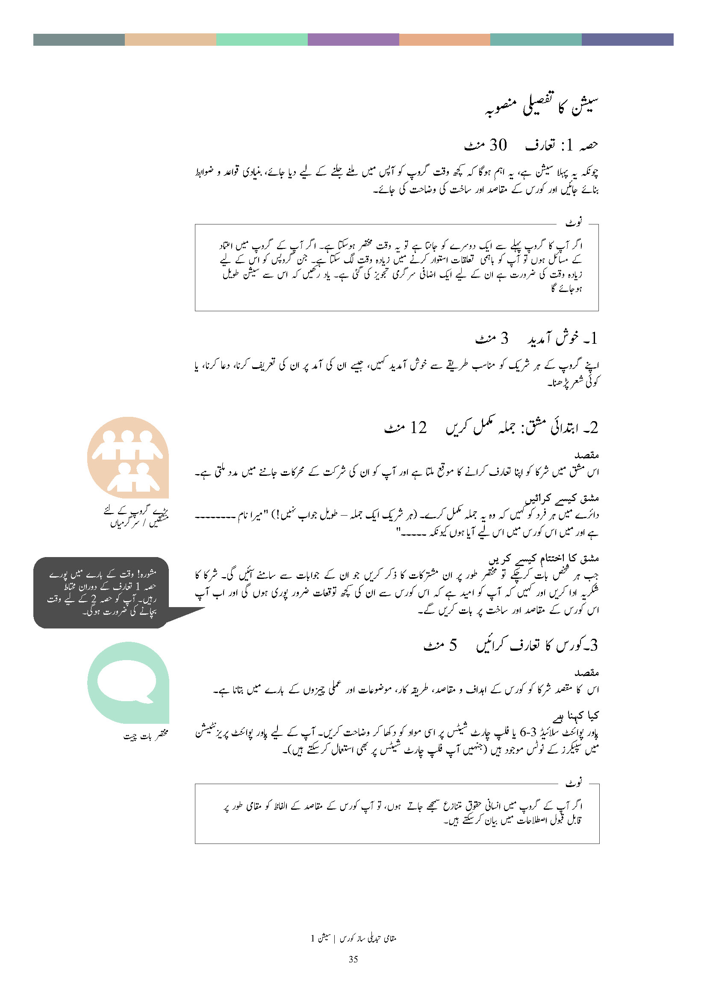 سیشن کا تفصیلی منصوبہ
حصہ 1: تعارف 30 منٹ
چونکہ یہ پہلا سیشن ہے، یہ اہم ہوگا کہ کچھ وقت گروپ کو آپس میں ملنے جلنے کے لیے دیا جائے، بنیادی قواعد و ضوابط
بنائے جائیں اور کورس کے مقاصد اور ساخت کی وضاحت کی جائے۔
نوٹ
اگر آپ کا گروپ پہلے سے ایک دوسرے کو جانتا ہے تو یہ وقت مختصر ہوسکتا ہے۔ اگر آپ کے گروپ میں اعتماد
کے مسائل ہوں تو آپ کو باہمی تعلقات استوار کرنے میں زیادہ وقت لگ سکتا ہے۔ جن گروپس کو اس کے لیے
زیادہ وقت کی ضرورت ہے ان کے لیے ایک اضافی سرگرمی تجویز کی گئی ہے۔ یاد رکھیں کہ اس سے سیشن طویل
ہوجائے گا
1۔ خوش آمدید 3 منٹ
اپنے گروپ کے ہر شریک کو مناسب طریقے سے خوش آمدید کہیں، جیسے ان کی آمد پر ان کی تعریف کرنا، دعا کرنا، یا
کوئی شعر پڑھنا۔
2۔ ابتدائی مشق: جملہ مکمل کریں 12 منٹ
مقصد
اس مشق میں شرکا کو اپنا تعارف کرانے کا موقع ملتا ہے اور آپ کو ان کی شرکت کے محرکات جاننے میں مدد ملتی ہے۔
مشق کیسے کرائیں
دائرے میں ہر فرد کو کہیں کہ وہ یہ جملہ مکمل کرے۔ (ہر شریک ایک جملہ – طویل جواب نہیں!) "میرا نام ۔۔۔۔۔۔۔۔
ہے اور میں اس کورس میں اس لیے آیا ہوں کیونکہ ۔۔۔۔۔"
بڑے گروپ کے لئے
مشقیں / سرگرمیاں
مشق کا اختتام کیسے کریں
جب ہر شخص بات کرچکے تو مختصر طور پر ان مشترکات کا ذکر کریں جو ان کے جوابات سے سامنے آئیں گی۔ شرکا کا
شکریہ ادا کریں اور کہیں کہ آپ کو امید ہے کہ اس کورس سے ان کی کچھ توقعات ضرور پوری ہوں گی اور اب آپ
اس کورس کے مقاصد اور ساخت پر بات کریں گے۔
مشورہ! وقت کے بارے میں پورے
حصہ 1 تعارف کے دوران محتاط
رہیں۔ آپ کو حصہ 2 کے لیے وقت
بچانے کی ضرورت ہوگی۔
3۔کورس کا تعارف کرائیں 5 منٹ
مقصد
اس کا مقصد شرکا کو کورس کے اہداف و مقاصد، طریقہ کار، موضوعات اور عملی چیزوں کے بارے میں بتانا ہے۔
کیا کہنا ہے
پاور پوائنٹ سلائیڈ 3-6 یا فلپ چارٹ شیٹس پر اسی مواد کو دکھا کر وضاحت کریں۔ آپ کے لیے پاور پوائنٹ پریزنٹیشن
میں سپیکرز کے نوٹس موجود ہیں (جنہیں آپ فلپ چارٹ شیٹس پر بھی استعمال کرسکتے ہیں)۔
مختصر بات چیت
نوٹ
اگر آپ کے گروپ میں انسانی حقوق متنازع سمجھے جاتے ہوں، تو آپ کورس کے مقاصد کے الفاظ کو مقامی طور پر
قابل قبول اصطلاحات میں بیان کرسکتے ہیں۔
مقامی تبدیلی ساز کورس | سیشن 1
35